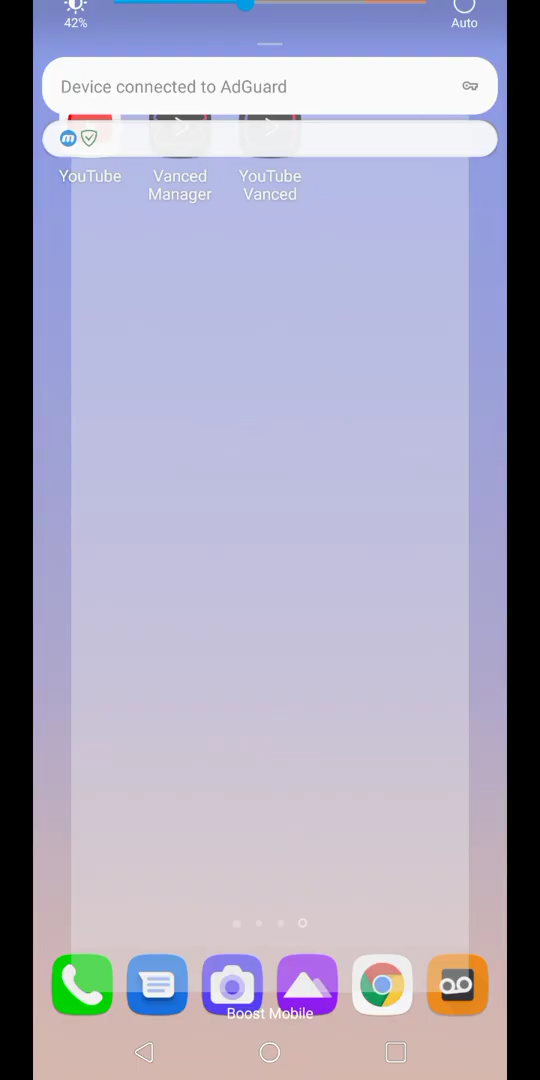 42%
Auto
Device connected to AdGuard
YouTube
Vanced
Manager
YouTube
Vanced
Boost Mobile